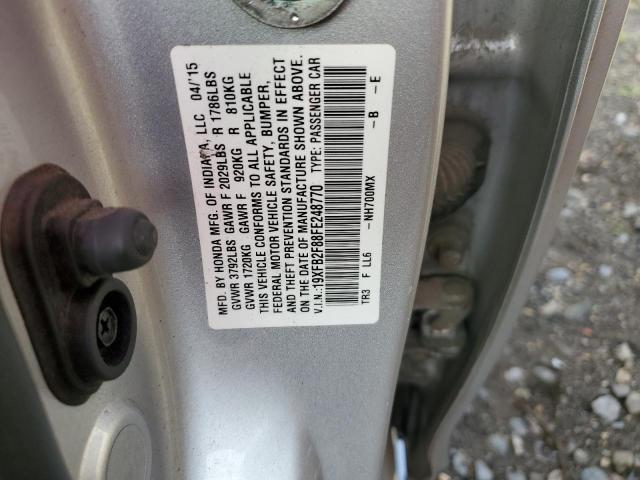 MFD. BY HONDA MFG. OF INDIANA, LLC 04/15
GVWR 3792LBS GAWR F 2029LBS R 1786LBS
GVWR 1720KG GAWR F 920KG R 810KG
THIS VEHICLE CONFORMS TO ALL APPLICABLE
FEDERAL MOTOR VEHICLE SAFETY, BUMPER,
AND THEFT PREVENTION STANDARDS IN EFFECT
ON THE DATE OF MANUFACTURE SHOWN ABOVE.
V.I.N.:19XFB2F88FE248770 TYPE: PASSENGER CAR
TR3 F LL6 -NH700MX -B -E